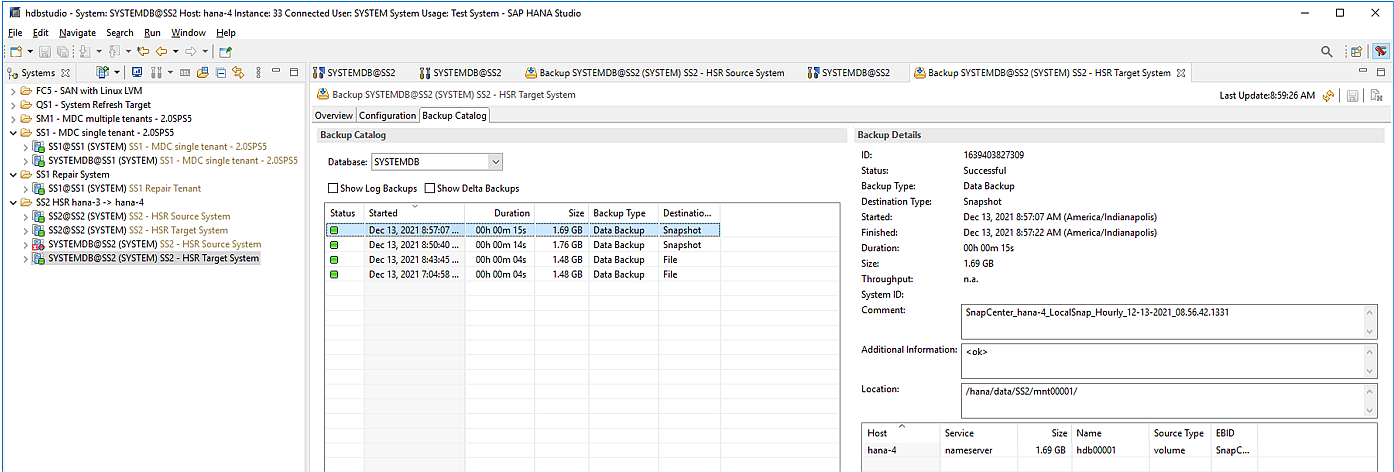 hdbstudio - System: SYSTEMDB@SS2 Host: hana-4 Instance: 33 Connected User: SYSTEM System Usage: Test System - SAP HANA Studio
File Edit Navigate Search Run Window Help
Systems
FC5 - SAN with Linux LVM
QS1 - System Refresh Target
SM1 - MDC multiple tenants - 2.0SPS5
SS1 - MDC single tenant - 2.0SPS5
SS1@SS1 (SYSTEM) SS1 - MDC single tenant - 2.0SPS5
SYSTEMDB@SS1 (SYSTEM) SS1 - MDC single tenant - 2.0SPS5
SS1 Repair System
SS1@SS1 (SYSTEM) SS1 Repair Tenant
SS2 HSR hana-3 -> hana-4
SS2@SS2 (SYSTEM) SS2 - HSR Source System
SS2@SS2 (SYSTEM) SS2 - HSR Target System
SYSTEMDB@SS2 (SYSTEM) SS2 - HSR Source System
SYSTEMDB@SS2 (SYSTEM) SS2 - HSR Target System
SYSTEMDB@SS2 SYSTEMDB@SS2 Backup SYSTEMDB@SS2 (SYSTEM) SS2 - HSR Source System SYSTEMDB@SS2 Backup SYSTEMDB@SS2 (SYSTEM) SS2 - HSR Target System
Backup SYSTEMDB@SS2 (SYSTEM) SS2 - HSR Target System Last Update:8:59:26 AM
Overview Configuration Backup Catalog
Backup Catalog
Database: SYSTEMDB
Show Log Backups Show Delta Backups
Status Started Duration Size Backup Type Destinatio...
Dec 13, 2021 8:57:07 ... 00h 00m 15s 1.69 GB Data Backup Snapshot
Dec 13, 2021 8:50:40 ... 00h 00m 14s 1.76 GB Data Backup Snapshot
Dec 13, 2021 8:43:45 ... 00h 00m 04s 1.48 GB Data Backup File
Dec 13, 2021 7:04:58 ... 00h 00m 04s 1.48 GB Data Backup File
Backup Details
ID: 1639403827309
Status: Successful
Backup Type: Data Backup
Destination Type: Snapshot
Started: Dec 13, 2021 8:57:07 AM (America/Indianapolis)
Finished: Dec 13, 2021 8:57:22 AM (America/Indianapolis)
Duration: 00h 00m 15s
Size: 1.69 GB
Throughput: n.a.
System ID:
Comment: SnapCenter_hana-4_LocalSnap_Hourly_12-13-2021_08.56.42.1331
Additional Information: <ok>
Location: /hana/data/SS2/mnt00001/
Host Service Size Name Source Type EBID
hana-4 nameserver 1.69 GB hdb00001 volume SnapC...